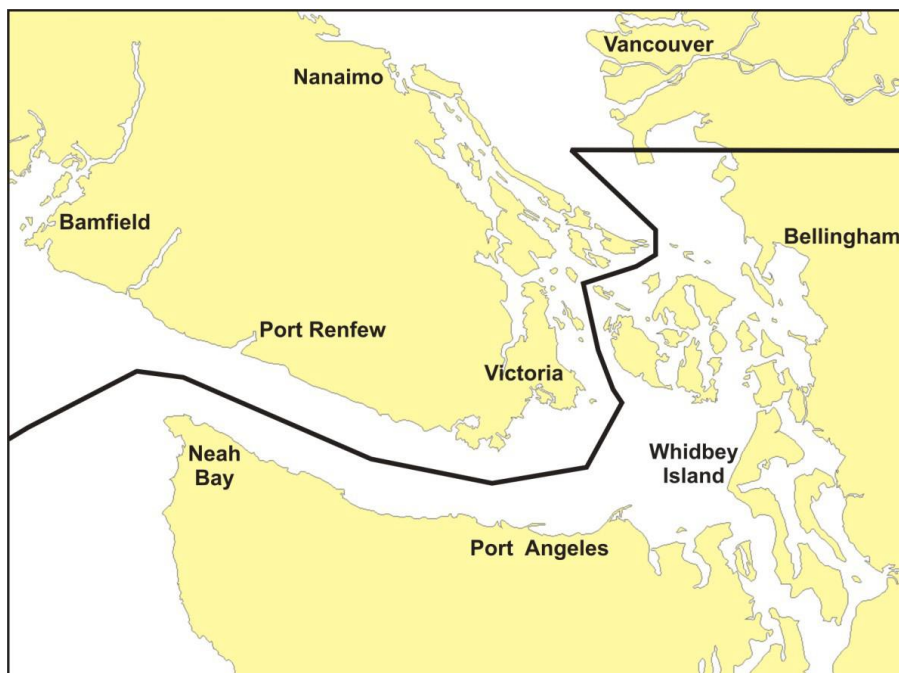 Vancouver
Nanaimo
Bamfield
Bellingham
Port Renfew
Victoria
Neah
Bay
Whidbey
Island
Port Angeles